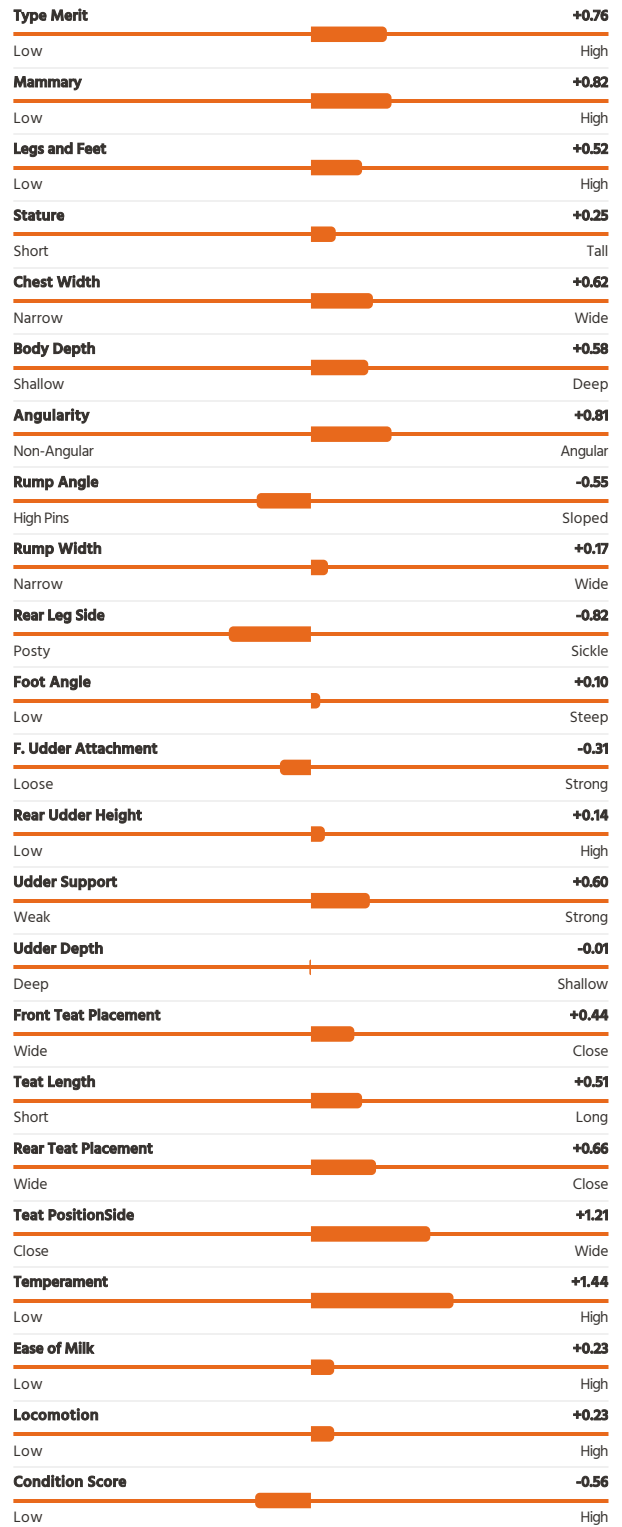 Type Merit +0.76
Low High
Mammary +0.82
Low High
Legs and Feet +0.52
Low High
Stature +0.25
Short Tall
Chest Width +0.62
Narrow Wide
Body Depth +0.58
Shallow Deep
Angularity +0.81
Non-Angular Angular
Rump Angle -0.55
High Pins Sloped
Rump Width +0.17
Narrow Wide
Rear Leg Side -0.82
Posty Sickle
Foot Angle +0.10
Low Steep
F. Udder Attachment -0.31
Loose Strong
Rear Udder Height +0.14
Low High
Udder Support +0.60
Weak Strong
Udder Depth -0.01
Deep Shallow
Front Teat Placement +0.44
Wide Close
Teat Length +0.51
Short Long
Rear Teat Placement +0.66
Wide Close
Teat PositionSide +1.21
Close Wide
Temperament +1.44
Low High
Ease of Milk +0.23
Low High
Locomotion +0.23
Low High
Condition Score -0.56
Low High